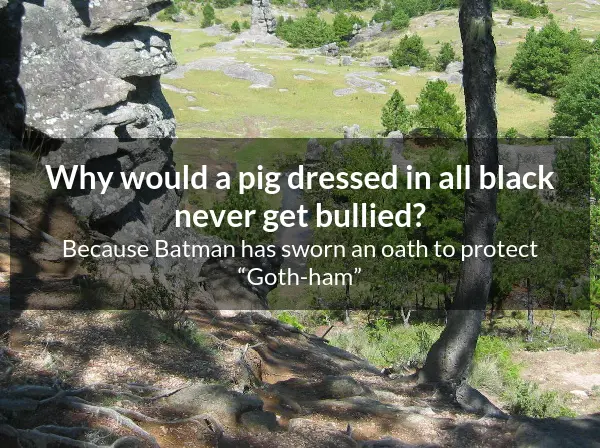 Why would a pig dressed in all black
never get bullied?
Because Batman has sworn an oath to protect
“Goth-ham”